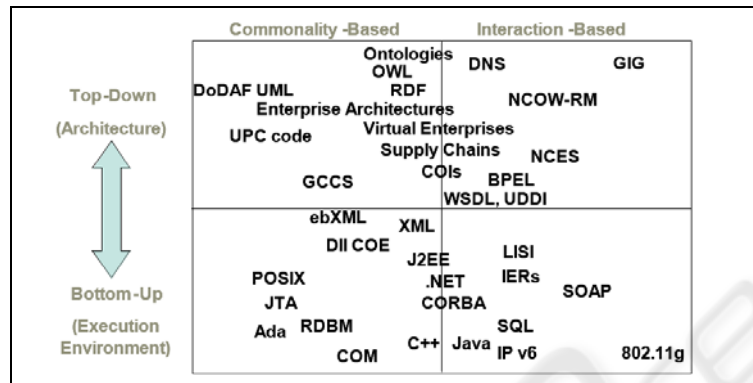 Commonality -Based Interaction -Based
Ontologies
OWL
DNS
GIG
Top-Down
(Architecture)
DoDAF UML
RDF
NCOW-RM
Enterprise Architectures
UPC code
Virtual Enterprises
Supply Chains
NCES
COIs
GCCS
BPEL
WSDL, UDDI
ebXML
XML
DII COE
J2EE
LISI
POSIX
.NET
IERs
SOAP
Bottom-Up
(Execution
Environment)
JTA
CORBA
Ada
RDBM
SQL
C++
Java
COM
IP v6
802.11g